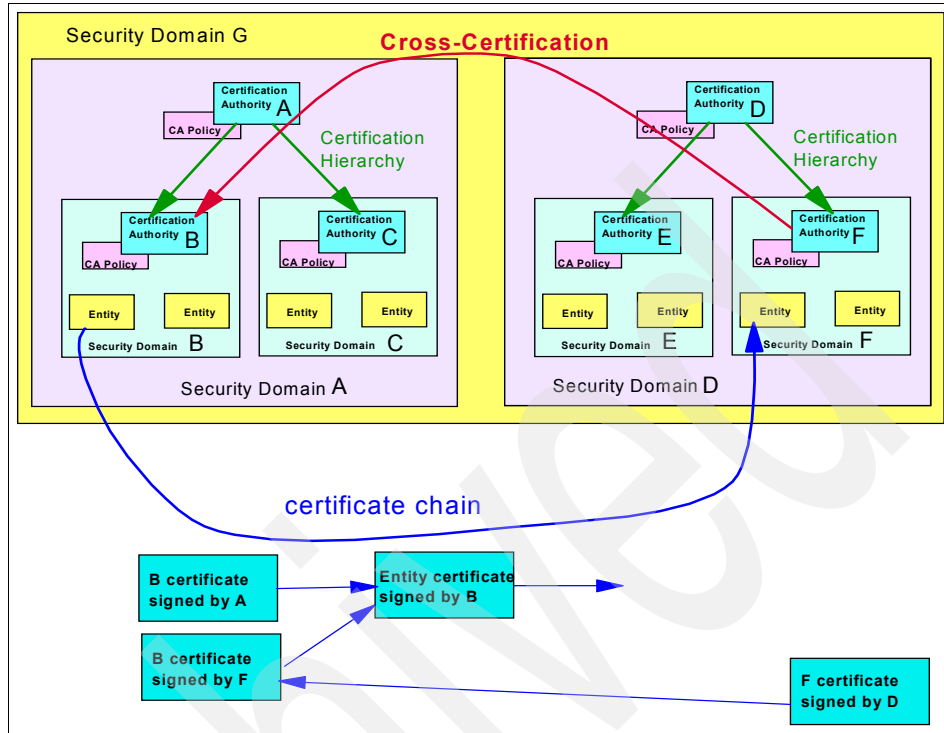 Security Domain G
Cross-Certification
Certification
Authority A
CA Policy
Certification
Hierarchy
Certification
Authority B
CA Policy
Entity
Entity
Security Domain B
Certification
Authority C
CA Policy
Entity
Entity
Security Domain C
Security Domain A
Certification
Authority D
CA Policy
Certification
Hierarchy
Certification
Authority E
CA Policy
Entity
Entity
Security Domain E
Certification
Authority F
CA Policy
Entity
Entity
Security Domain F
Security Domain D
certificate chain
B certificate
signed by A
Entity certificate
signed by B
B certificate
signed by F
F certificate
signed by D